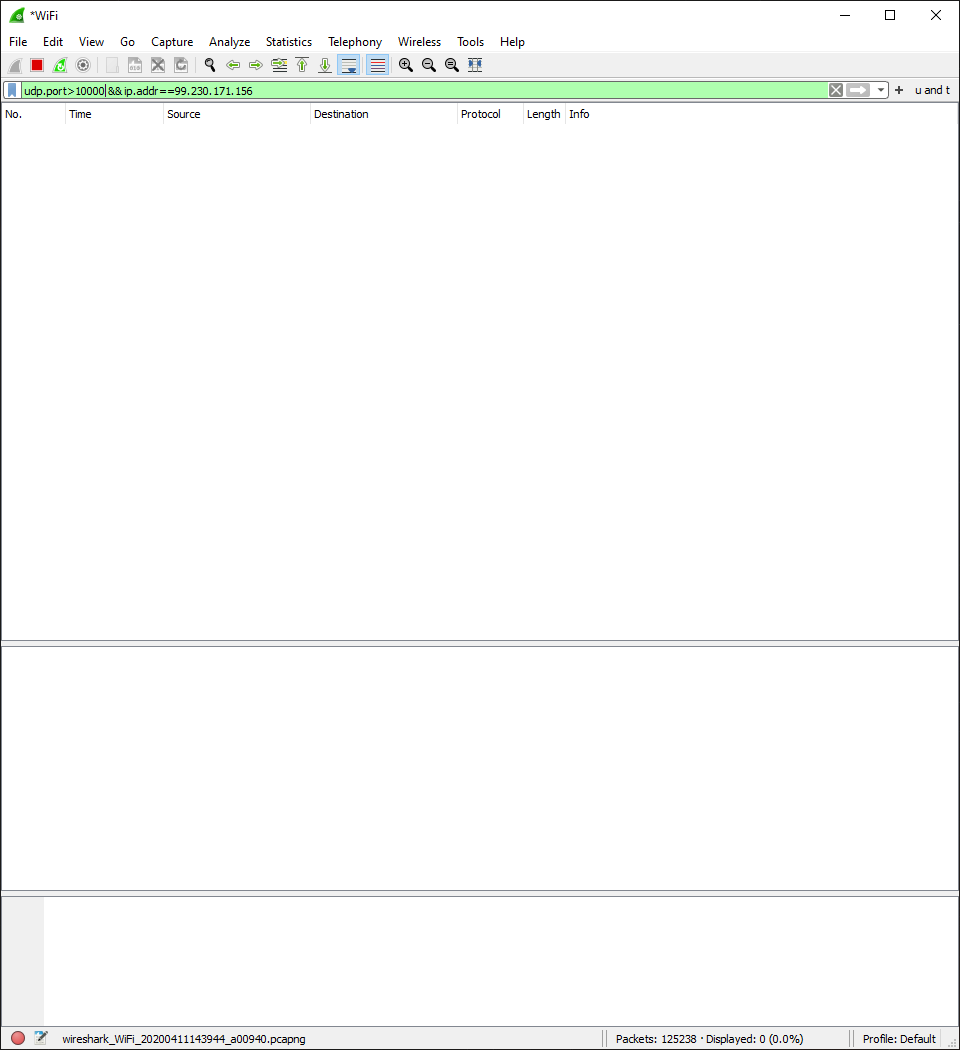 *WiFi
File Edit View Go Capture Analyze Statistics Telephony Wireless Tools Help
udp.port>10000&&ip.addr==99.230.171.156 + u and t
No. Time Source Destination Protocol Length Info
wireshark_WiFi_20200411143944_a00940.pcapng Packets: 125238 · Displayed: 0 (0.0%) Profile: Default